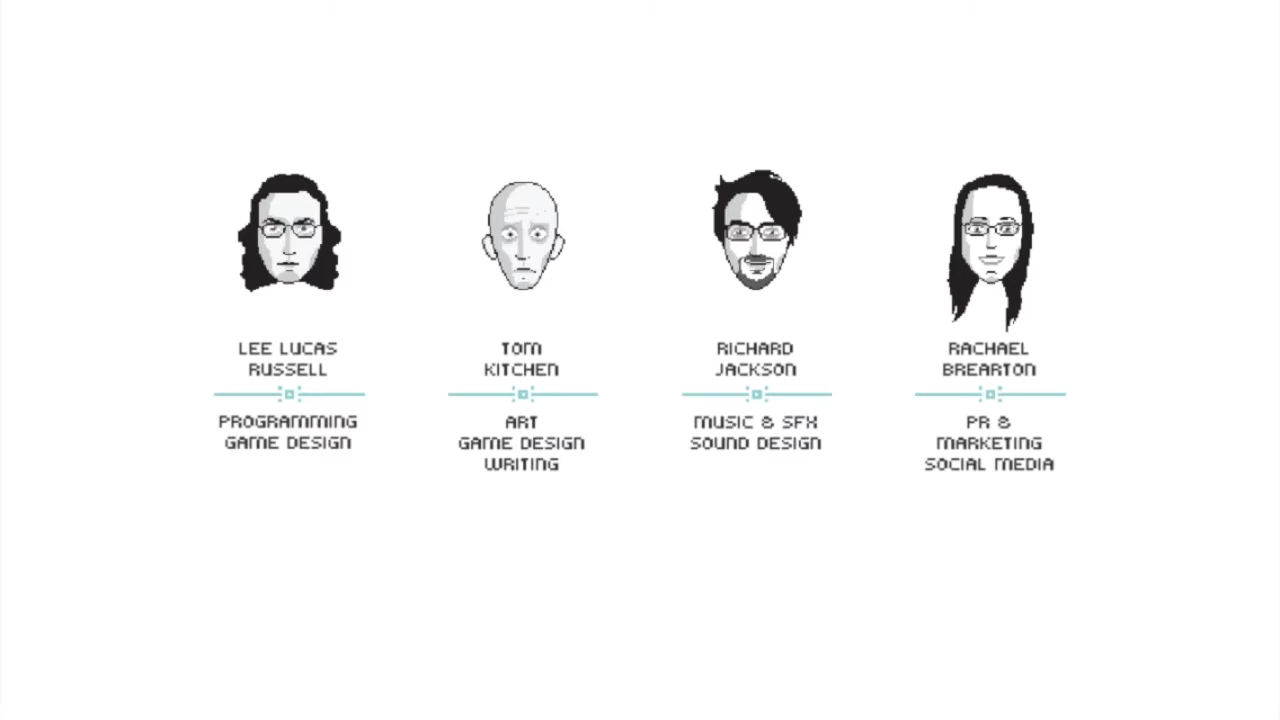 LEE LUCAS
RUSSELL
PROGRAMMING
GAME DESIGN
TOM
KITCHEN
ART
GAME DESIGN
WRITING
RICHARD
JACKSON
MUSIC & SFX
SOUND DESIGN
RACHAEL
BREARTON
PR &
MARKETING
SOCIAL MEDIA